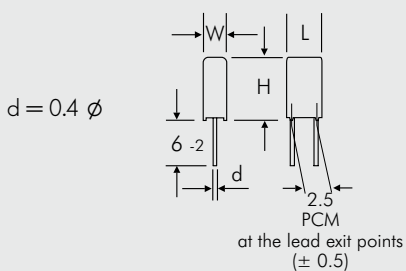 W
L
H
d = 0.4 ϕ
6 -2
d
2.5
PCM
at the lead exit points
(± 0.5)